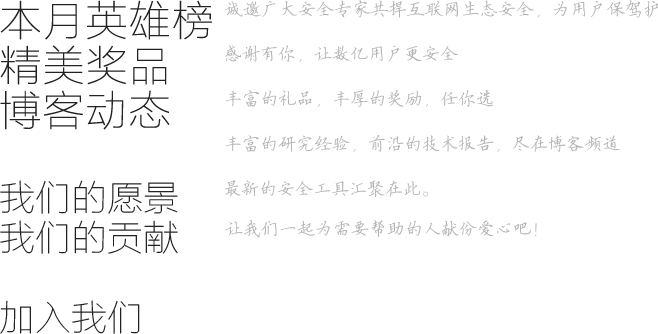 本月英雄榜
精美奖品
博客动态
我们的愿景
我们的贡献
加入我们
诚邀广大安全专家共捍互联网生态安全，为用户保驾护
感谢有你，让数亿用户更安全
丰富的礼品，丰厚的奖励，任你选
丰富的研究经验，前沿的技术报告，尽在博客频道
最新的安全工具汇聚在此。
让我们一起为需要帮助的人献份爱心吧！